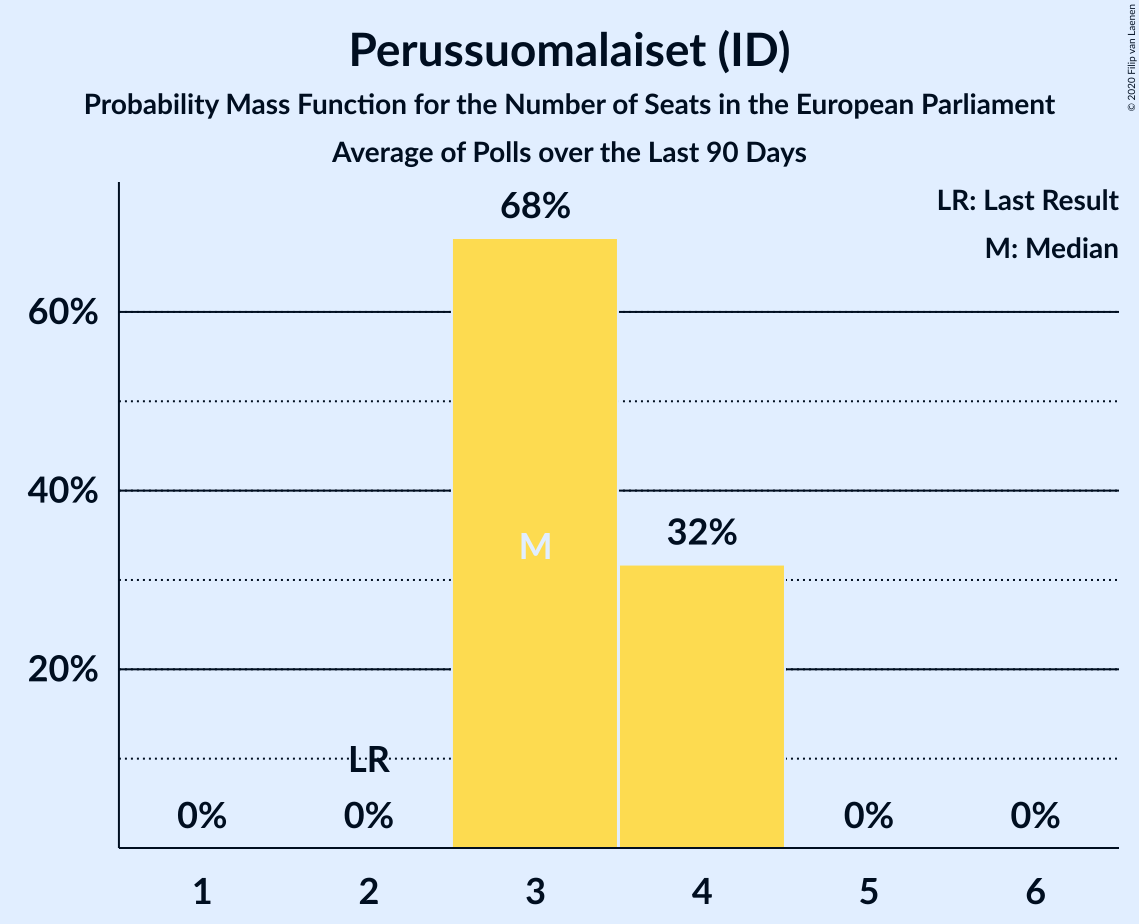 Perussuomalaiset (ID)
Probability Mass Function for the Number of Seats in the European Parliament
Average of Polls over the Last 90 Days
© 2020 Filip van Laenen
LR: Last Result
M: Median
68%
60%
40%
32%
M
20%
LR
0% 0% 0% 0%
1 2 3 4 5 6